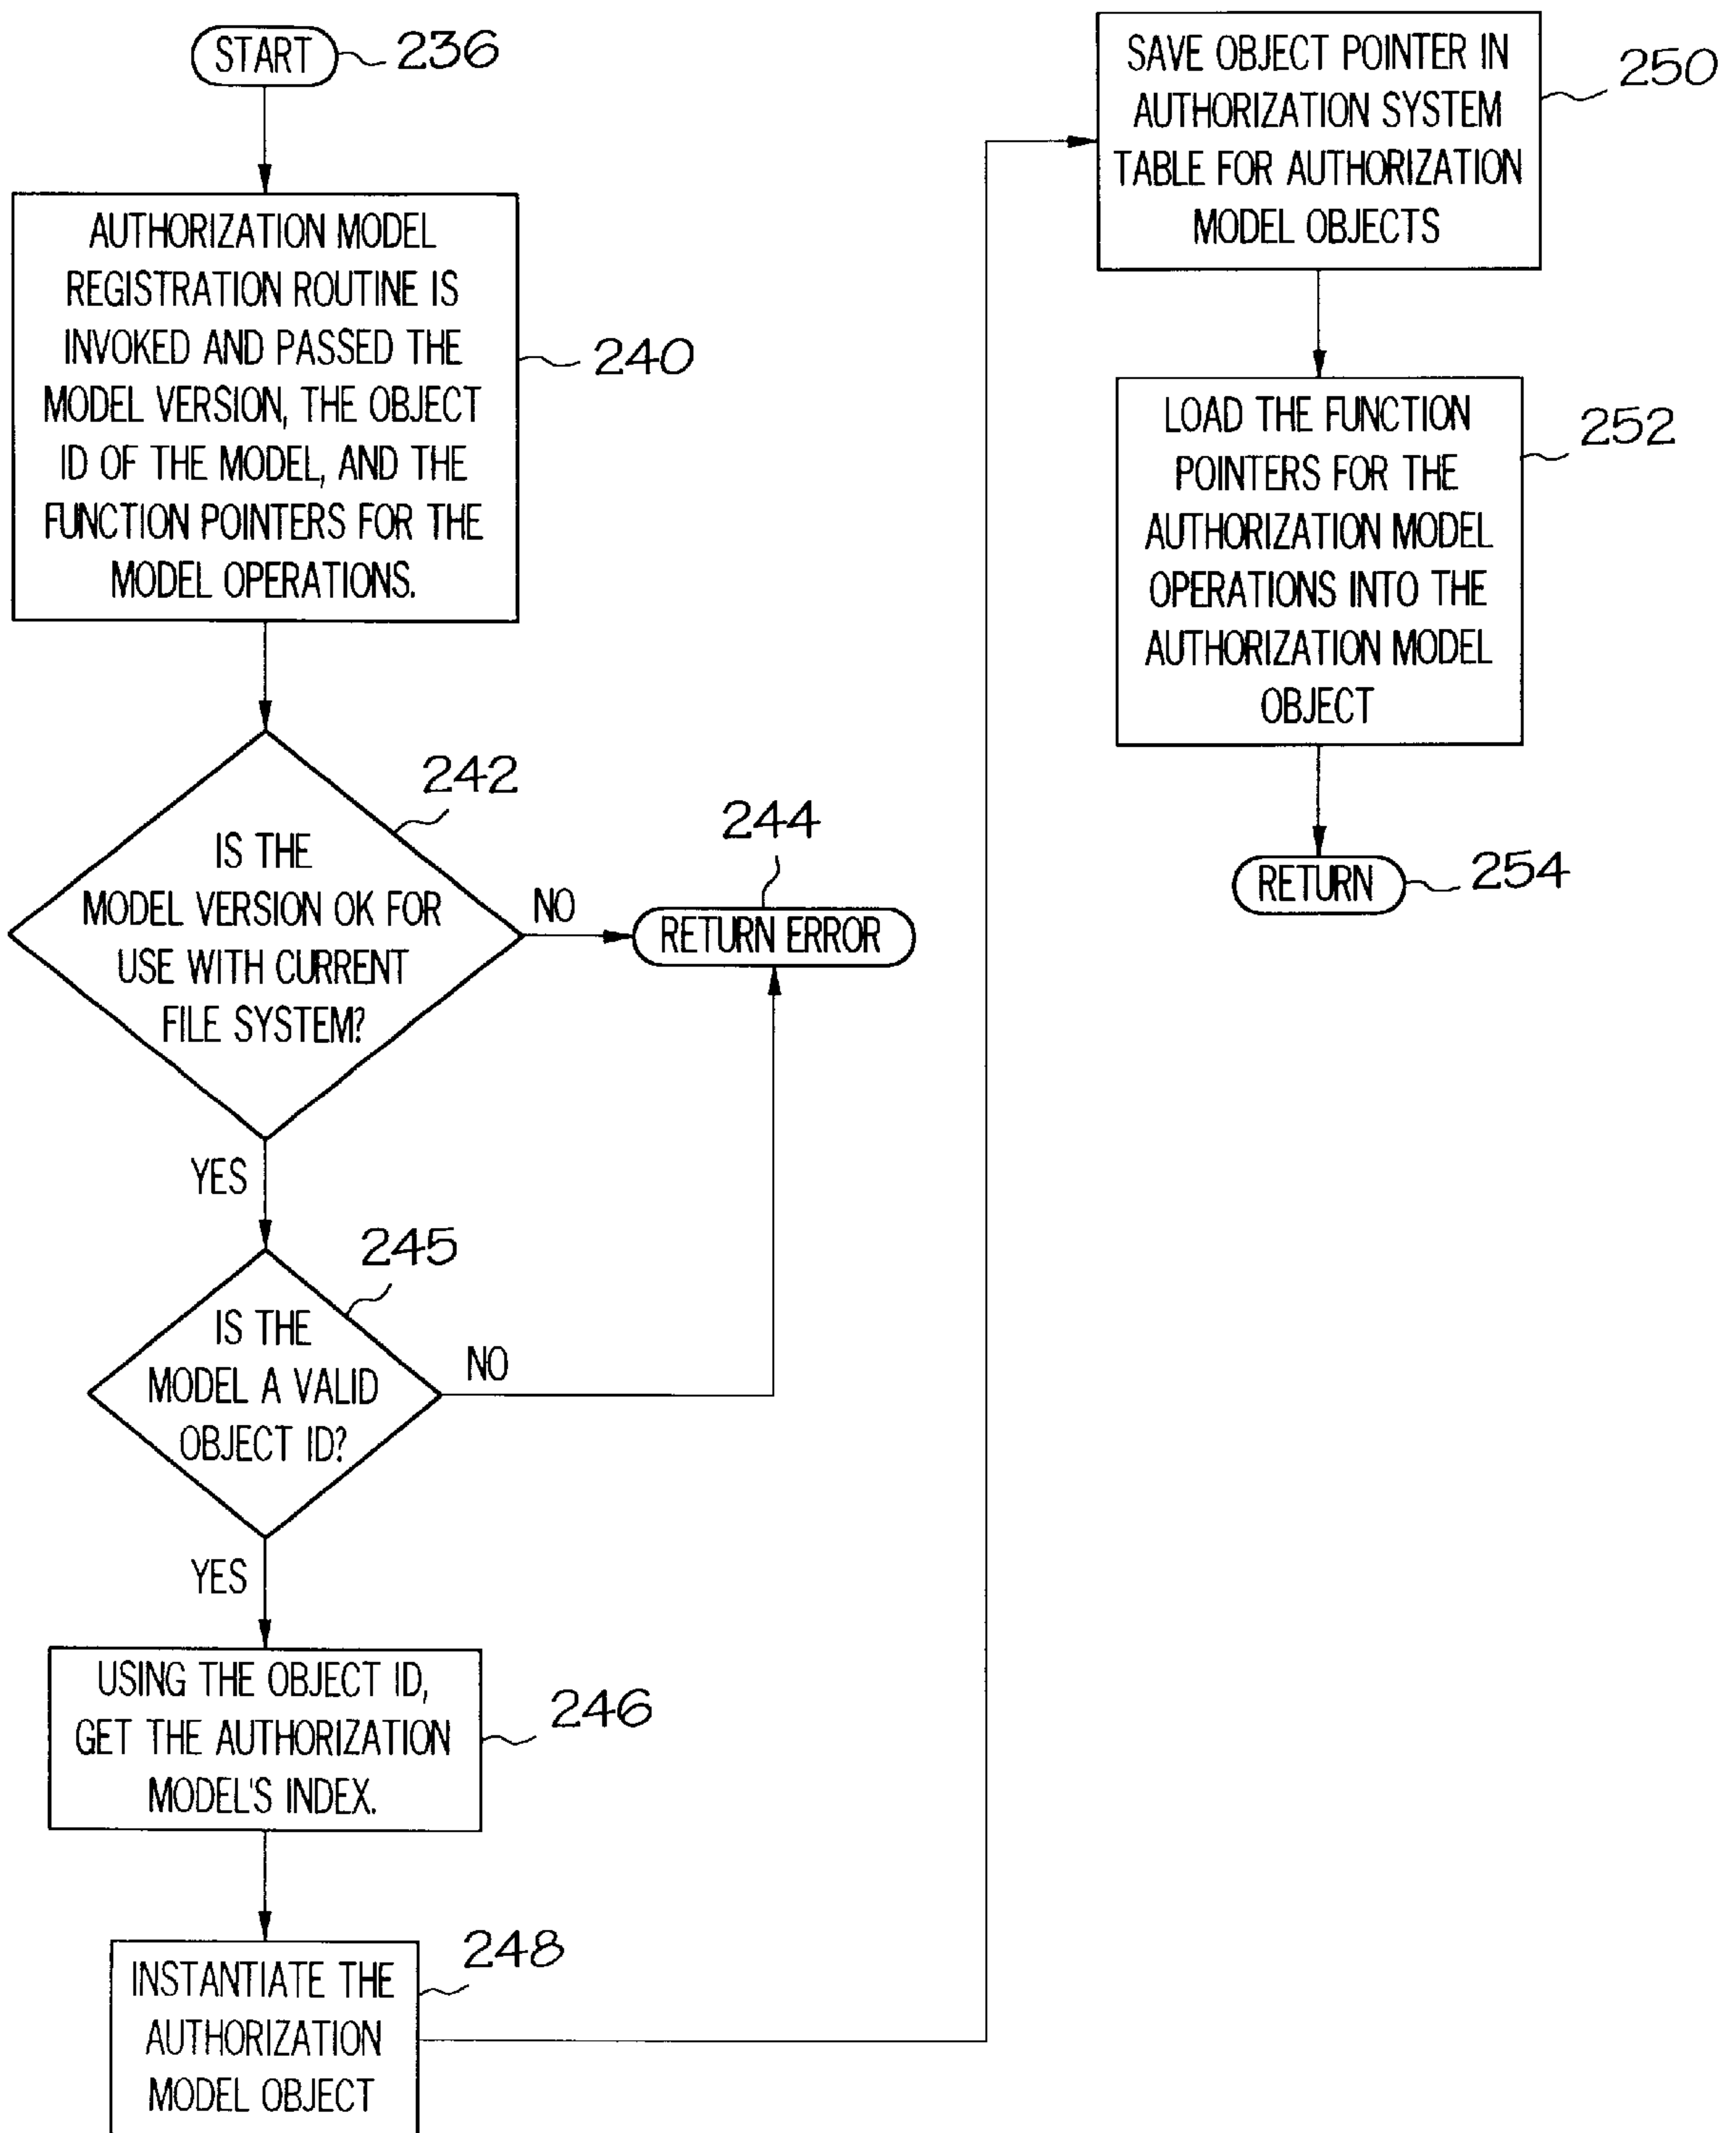 START
236
AUTHORIZATION MODEL
REGISTRATION ROUTINE IS
INVOKED AND PASSED THE
MODEL VERSION, THE OBJECT
ID OF THE MODEL, AND THE
FUNCTION POINTERS FOR THE
MODEL OPERATIONS.
240
242
IS THE
MODEL VERSION OK FOR
USE WITH CURRENT
FILE SYSTEM?
NO
244
RETURN ERROR
YES
245
IS THE
MODEL A VALID
OBJECT ID?
NO
YES
USING THE OBJECT ID,
GET THE AUTHORIZATION
MODEL'S INDEX.
246
INSTANTIATE THE
AUTHORIZATION
MODEL OBJECT
248
SAVE OBJECT POINTER IN
AUTHORIZATION SYSTEM
TABLE FOR AUTHORIZATION
MODEL OBJECTS
250
LOAD THE FUNCTION
POINTERS FOR THE
AUTHORIZATION MODEL
OPERATIONS INTO THE
AUTHORIZATION MODEL
OBJECT
252
RETURN
254